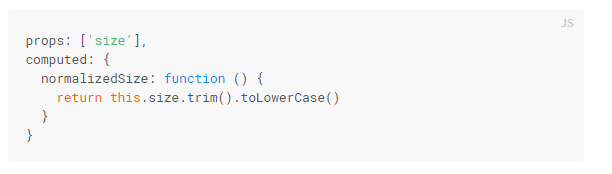 JS
props: ['size'],
computed: {
  normalizedSize: function () {
    return this.size.trim().toLowerCase()
  }
}